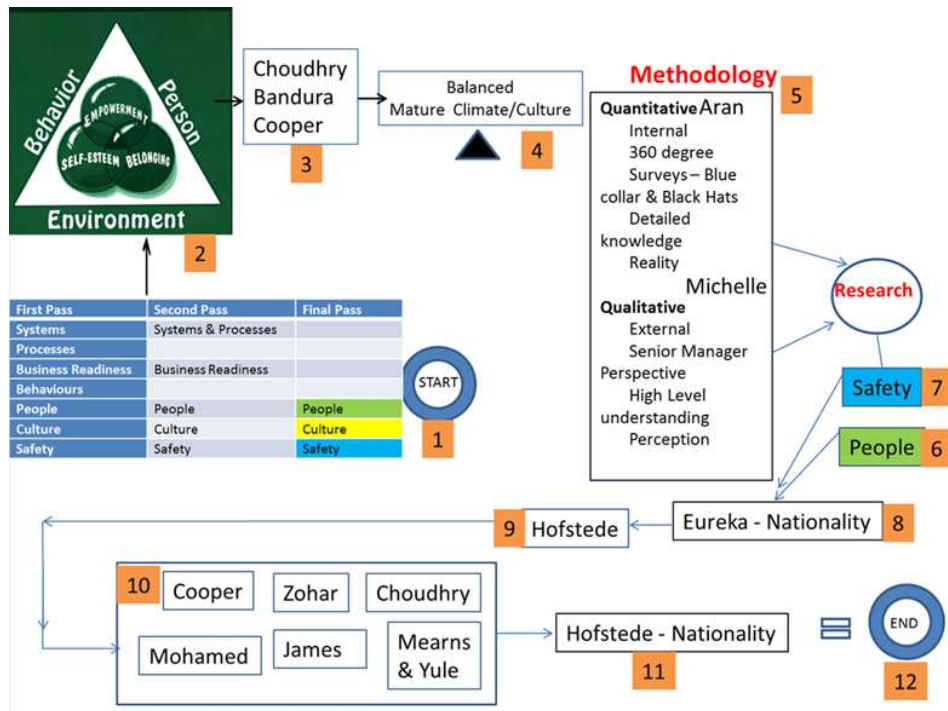 Behavior
Person
EMPOWERMENT
SELF-ESTEEM
BELONGING
Environment
2
Choudhry
Bandura
Cooper
3
Balanced
Mature Climate/Culture
4
Methodology
5
Quantitative Aran
Internal
360 degree
Surveys – Blue
collar & Black Hats
Detailed
knowledge
Reality
Michelle
Qualitative
External
Senior Manager
Perspective
High Level
understanding
Perception
Research
First Pass Second Pass Final Pass
Systems Systems & Processes
Processes
Business Readiness Business Readiness
Behaviours
People People People
Culture Culture Culture
Safety Safety Safety
START
1
Safety 7
People 6
Eureka - Nationality 8
9 Hofstede
10
Cooper Zohar Choudhry
Mohamed James Mearns
& Yule
Hofstede - Nationality
11
=
END
12